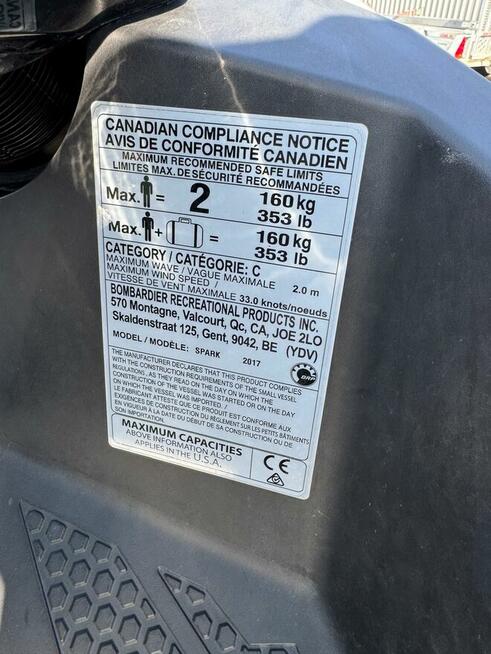 CANADIAN COMPLIANCE NOTICE
AVIS DE CONFORMITÉ CANADIEN
MAXIMUM RECOMMENDED SAFE LIMITS
LIMITES MAX. DE SÉCURITÉ RECOMMANDÉES
Max. = 2 160 kg
353 lb
Max. + = 160 kg
353 lb
CATEGORY / CATÉGORIE: C
MAXIMUM WAVE / VAGUE MAXIMALE 2.0 m
MAXIMUM WIND SPEED /
VITESSE DE VENT MAXIMALE 33.0 knots/noeuds
BOMBARDIER RECREATIONAL PRODUCTS INC.
570 Montagne, Valcourt, Qc, CA, JOE 2LO
Skaldenstraat 125, Gent, 9042, BE (YDV)
MODEL / MODÈLE: SPARK 2017
THE MANUFACTURER DECLARES THAT THIS PRODUCT COMPLIES
WITH THE CONSTRUCTION REQUIREMENTS OF THE SMALL VESSEL
REGULATIONS, AS THEY READ ON THE DAY ON WHICH THE
CONSTRUCTION OF THE VESSEL WAS STARTED OR ON THE DAY
ON WHICH THE VESSEL WAS IMPORTED /
LE FABRICANT ATTESTE QUE CE PRODUIT EST CONFORME AUX
EXIGENCES DE CONSTRUCTION DU RÈGLEMENT SUR LES PETITS BÂTIMENTS
EN VIGUEUR À LA DATE DU DÉBUT DE SA CONSTRUCTION OU DE
SON IMPORTATION.
BRP
MAXIMUM CAPACITIES
ABOVE INFORMATION ALSO
APPLIES IN THE U.S.A.
CE